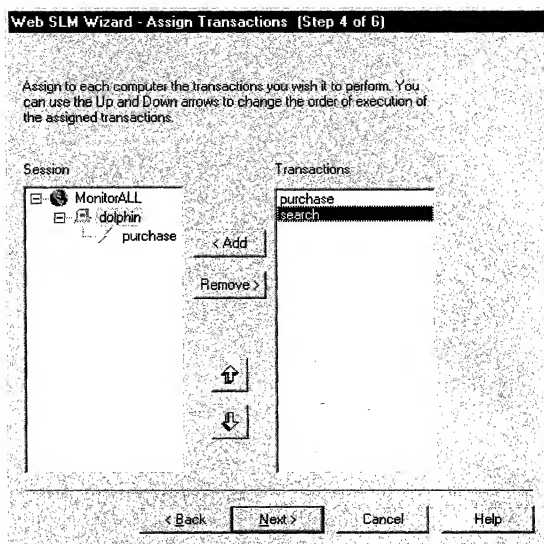 Web SLM Wizard - Assign Transactions (Step 4 of 6)
Assign to each computer the transactions you wish it to perform. You
can use the Up and Down arrows to change the order of execution of
the assigned transactions.
Session
Transactions
MonitorALL
dolphin
purchase
< Add
Remove >
purchase
search
< Back
Next >
Cancel
Help